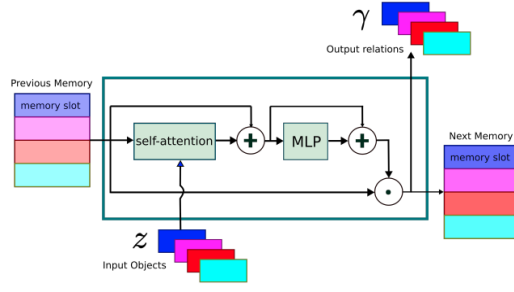 γ
Output relations
Previous Memory
memory slot
self-attention
+
MLP
+
Next Memory
memory slot
z
Input Objects